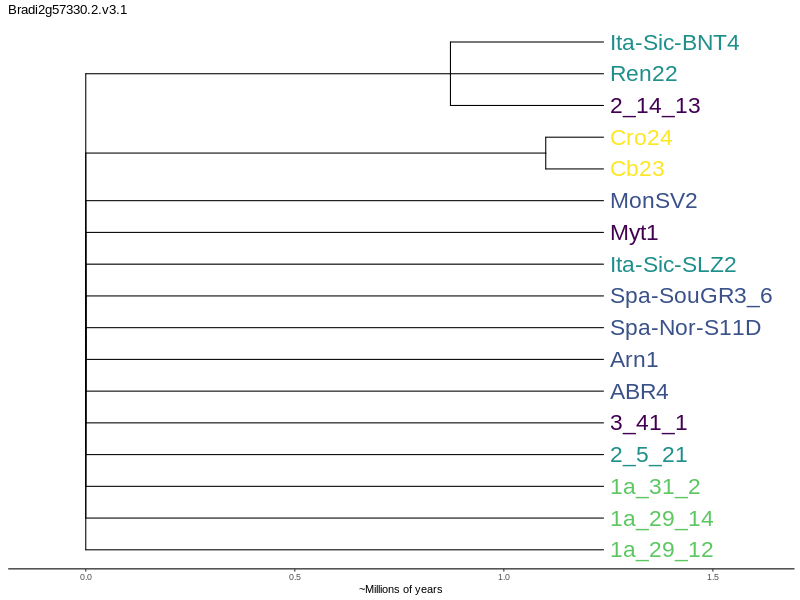 Bradi2g57330.2.v3.1
Ita-Sic-BNT4
Ren22
2_14_13
Cro24
Cb23
MonSV2
Myt1
Ita-Sic-SLZ2
Spa-SouGR3_6
Spa-Nor-S11D
Arn1
ABR4
3_41_1
2_5_21
1a_31_2
1a_29_14
1a_29_12
0.0 0.5 1.0 1.5
~Millions of years